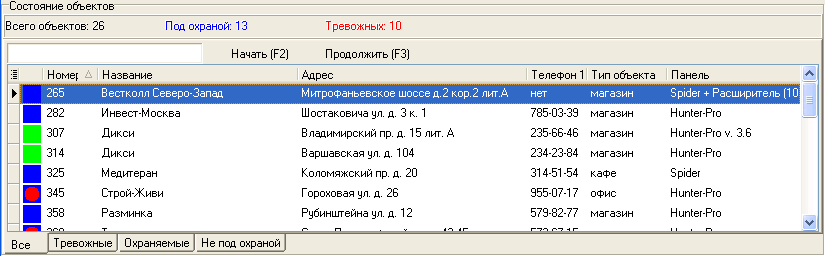 Состояние объектов
Всего объектов: 26 Под охраной: 13 Тревожных: 10
Начать (F2) Продолжить (F3)
Номер Название Адрес Телефон 1 Тип объекта Панель
265 Вестколл Северо-Запад Митрофаньевское шоссе д.2 кор.2 лит.А нет магазин Spider + Расширитель (10
282 Инвест-Москва Шостаковича ул. д. 3 к. 1 785-03-39 магазин Hunter-Pro
307 Дикси Владимирский пр. д. 15 лит. А 235-66-46 магазин Hunter-Pro v. 3.6
314 Дикси Варшавская ул. д. 104 234-23-84 магазин Hunter-Pro
325 Медитеран Коломяжский пр. д. 20 314-51-54 кафе Spider
345 Строй-Живи Гороховая ул. д. 26 955-07-17 офис Hunter-Pro
358 Разминка Рубинштейна ул. д. 12 579-82-77 магазин Hunter-Pro
Все Тревожные Охраняемые Не под охраной